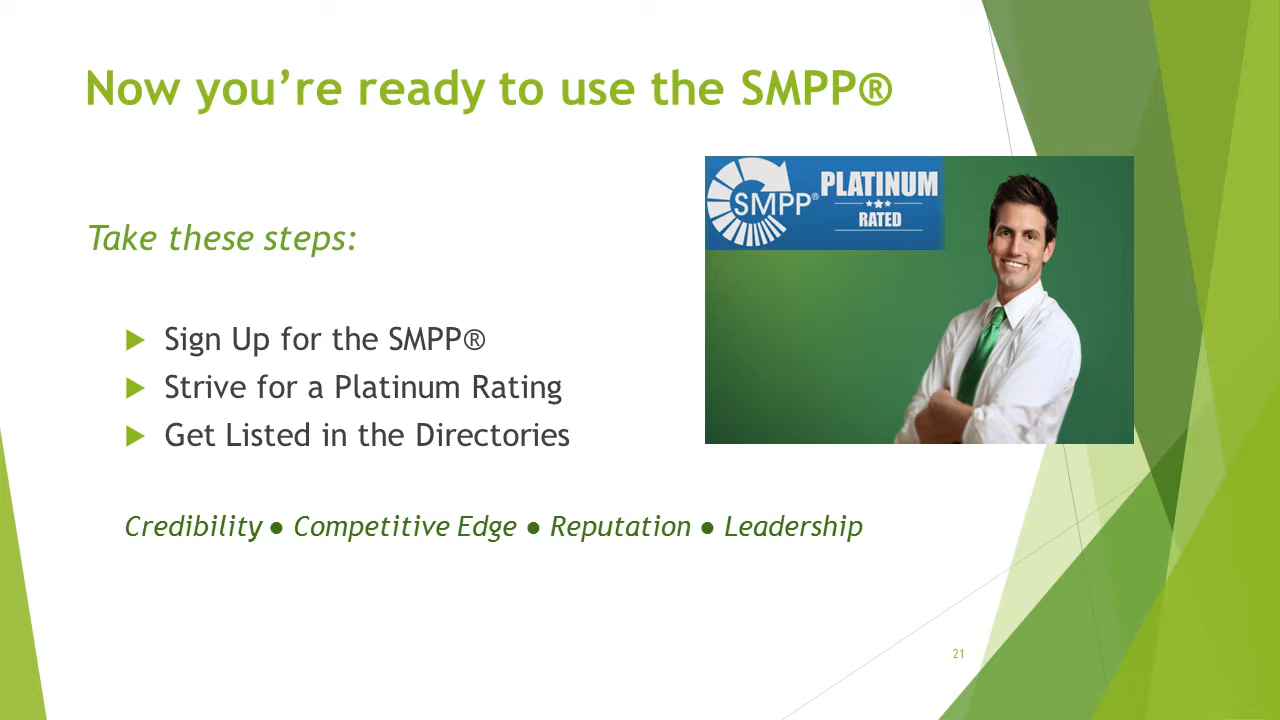 Now you're ready to use the SMPP®
SMPP®
PLATINUM
RATED
Take these steps:
Sign Up for the SMPP®
Strive for a Platinum Rating
Get Listed in the Directories
Credibility ● Competitive Edge ● Reputation ● Leadership
21